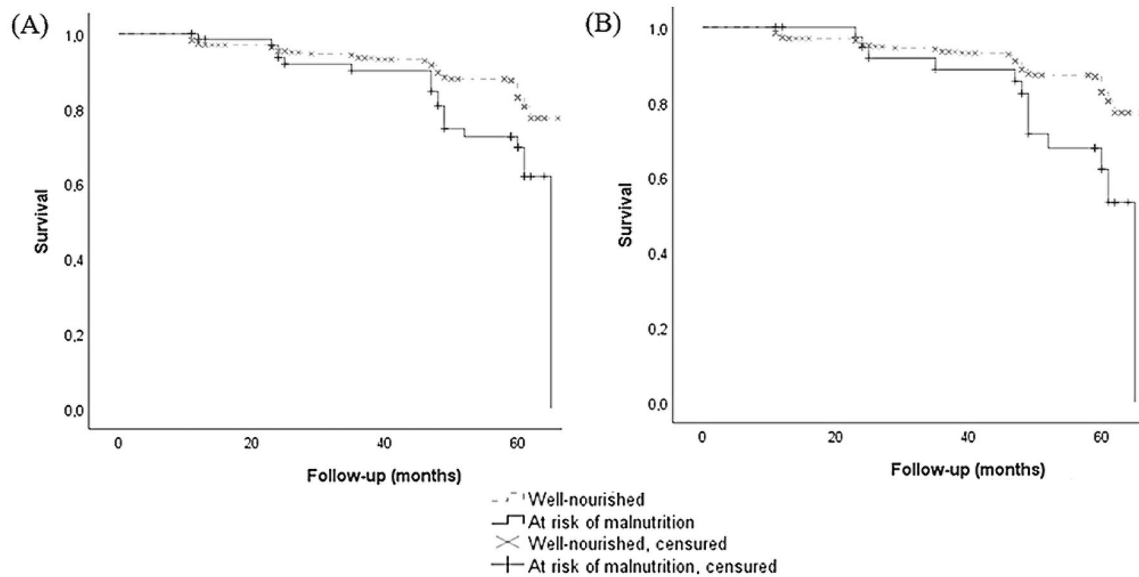 (A)
1.0
0.8
0.6
0.4
0.2
0.0
Survival
0
20
40
60
Follow-up (months)
(B)
1.0
0.8
0.6
0.4
0.2
0.0
Survival
0
20
40
60
Follow-up (months)
Well-nourished
At risk of malnutrition
Well-nourished, censured
At risk of malnutrition, censured